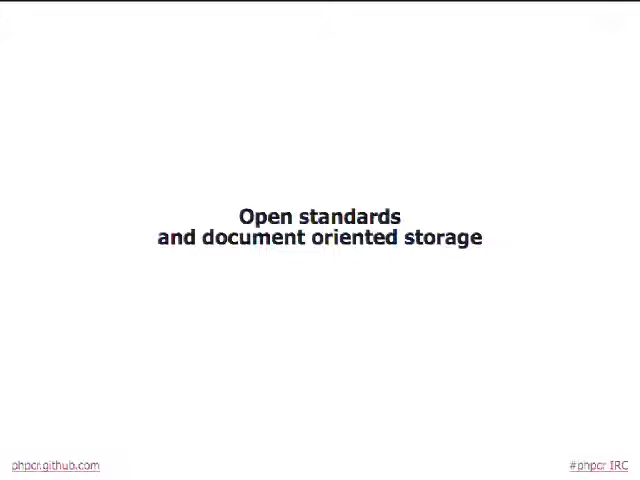 Open standards
and document oriented storage
phpcr.github.com
#phpcr IRC